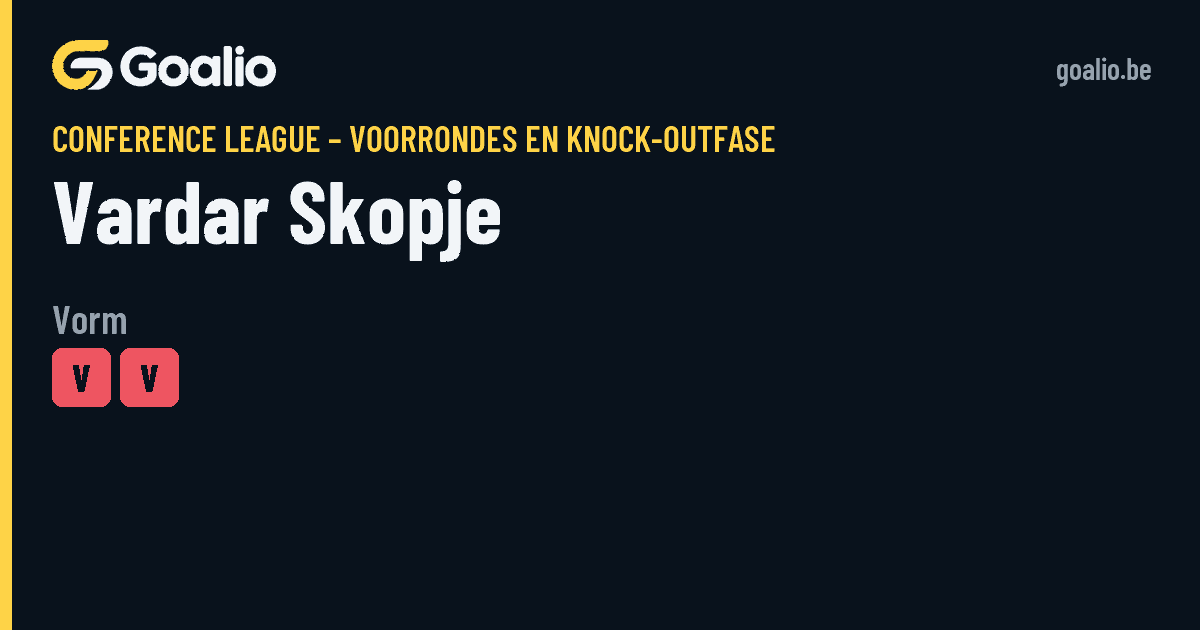 Goalio
goalio.be
CONFERENCE LEAGUE – VOORRONDES EN KNOCK-OUTFASE
Vardar Skopje
Vorm
V V